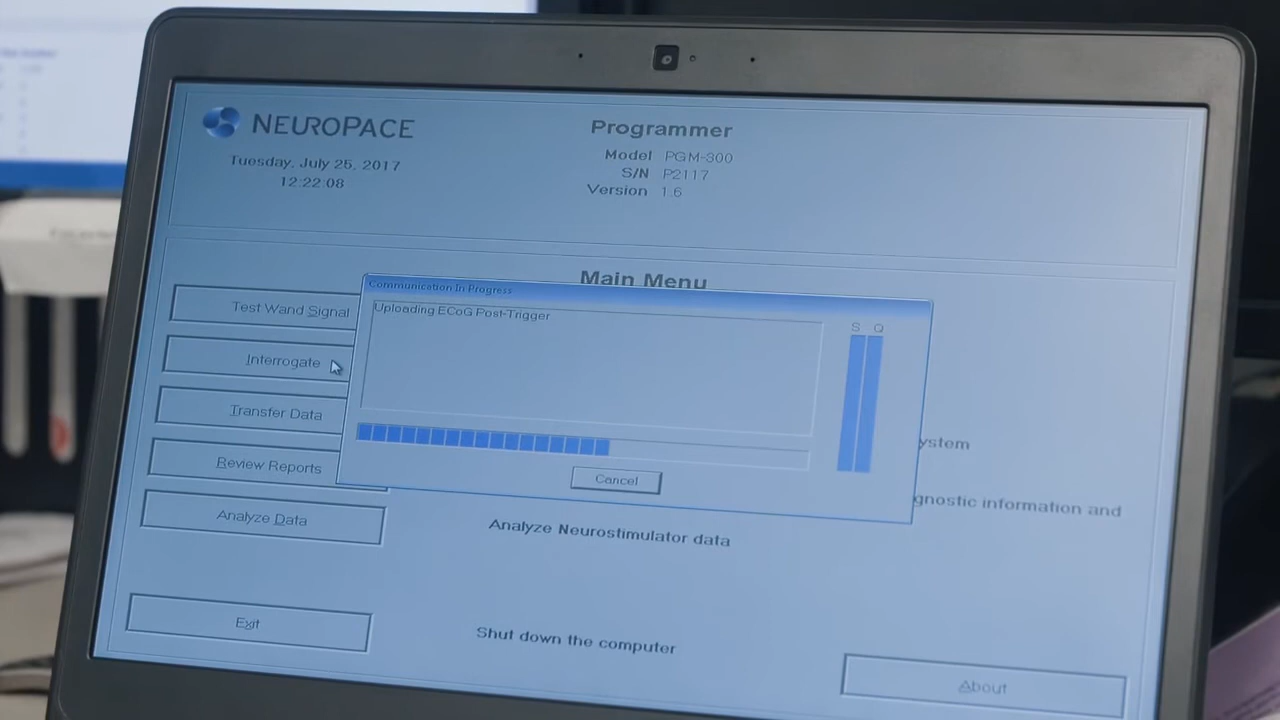 NEUROPACE
Tuesday, July 25, 2017
12:22:08
Programmer
Model PGM-300
S/N P2117
Version 1.6
Main Menu
Communication In Progress
Uploading ECoG Post-Trigger
S Q
Cancel
Test Wand Signal
Interrogate
Transfer Data
Review Reports
Analyze Data
ystem
gnostic information and
Analyze Neurostimulator data
Exit
Shut down the computer
About